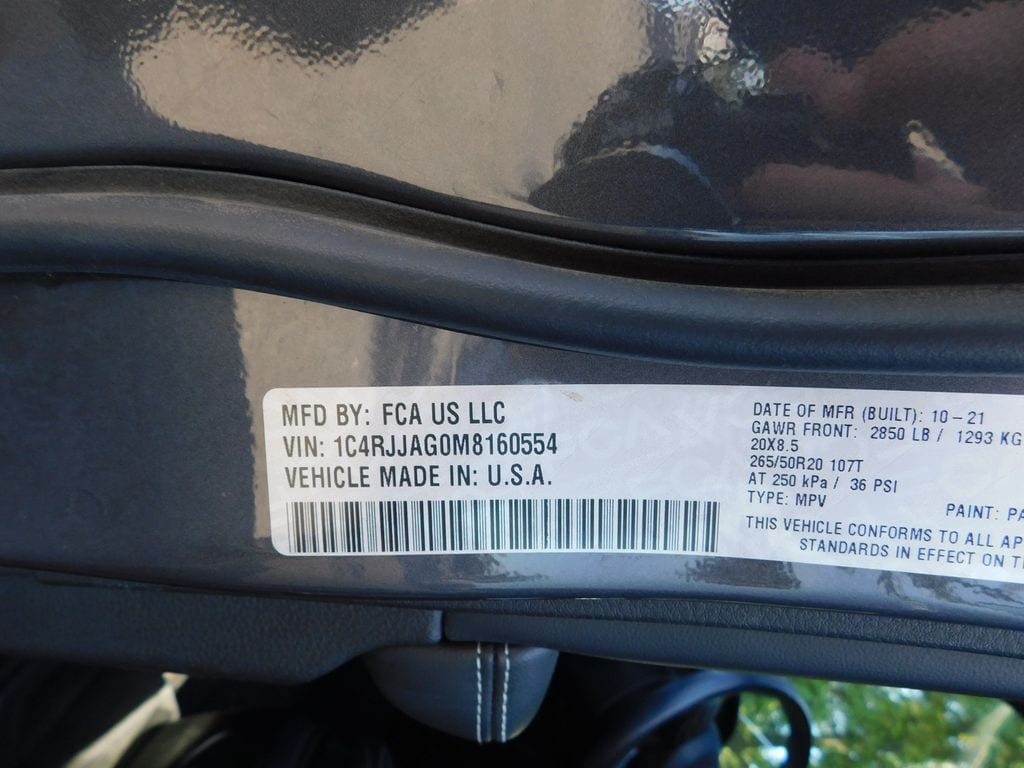 MFD BY: FCA US LLC
VIN: 1C4RJJAG0M8160554
VEHICLE MADE IN: U.S.A.
DATE OF MFR (BUILT): 10-21
GAWR FRONT: 2850 LB / 1293 KG
20X8.5
265/50R20 107T
AT 250 kPa / 36 PSI
TYPE: MPV
PAINT: PA
THIS VEHICLE CONFORMS TO ALL AP
STANDARDS IN EFFECT ON T